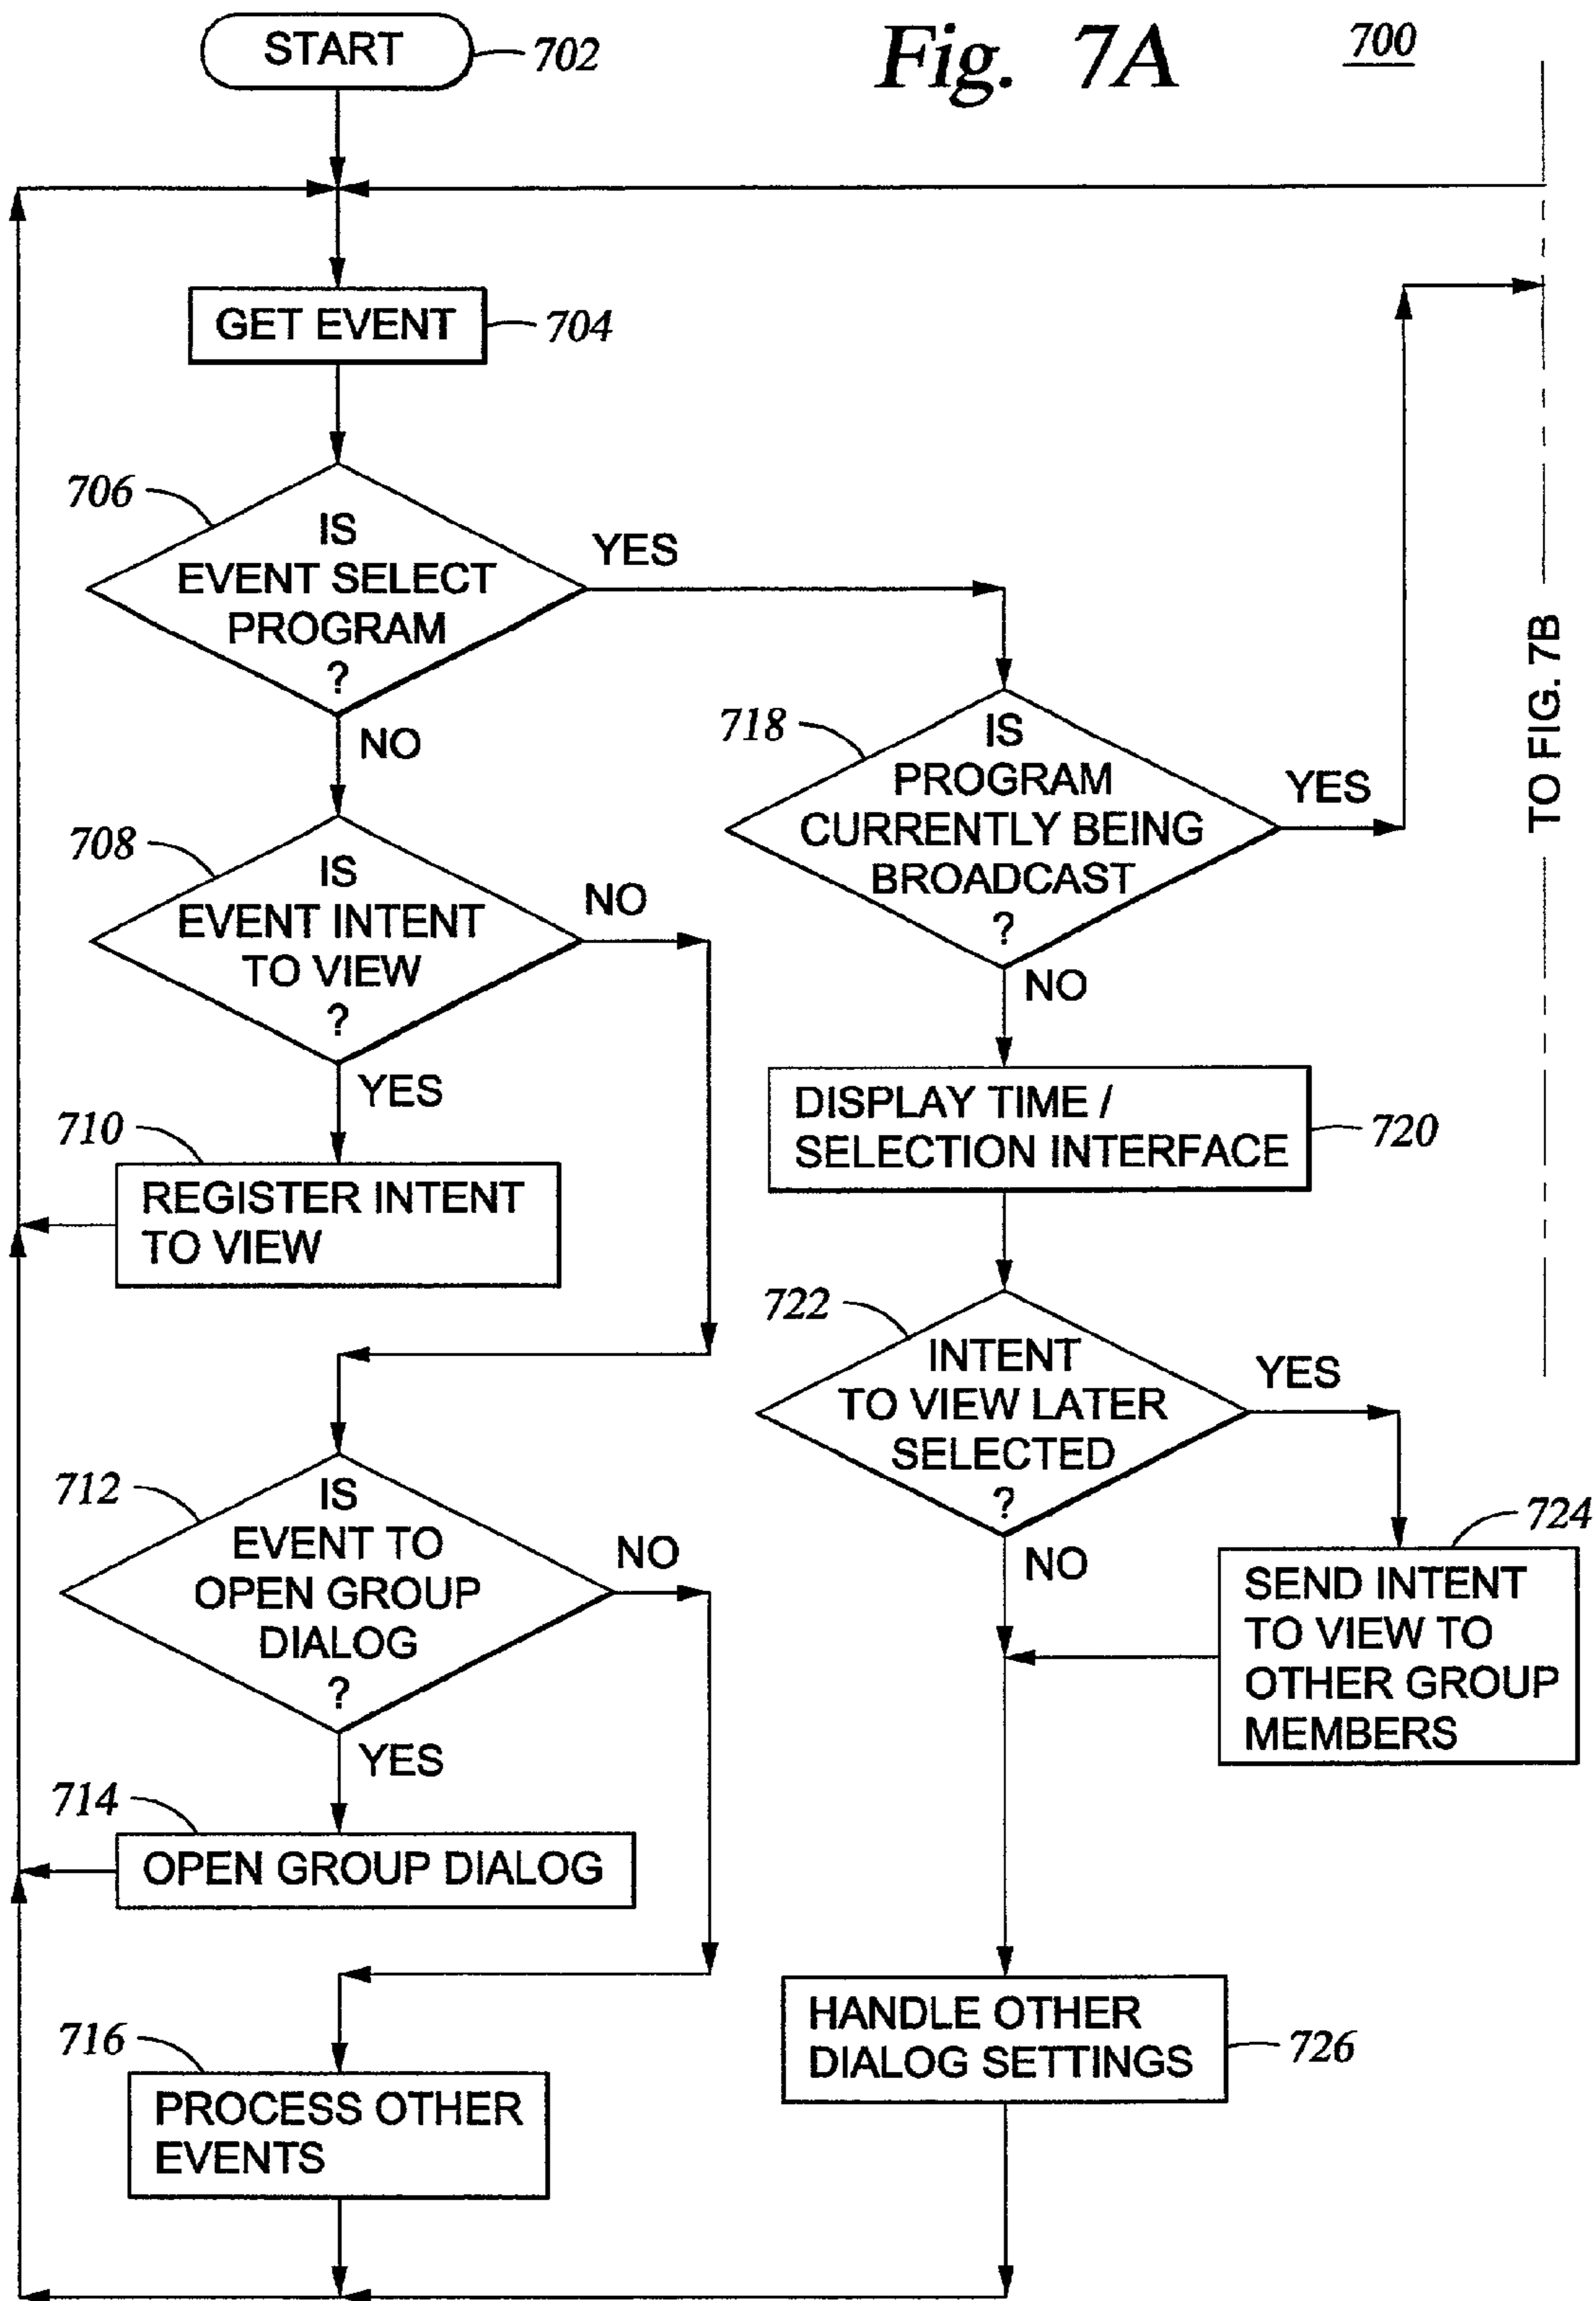 Fig. 7A
700
START
702
GET EVENT
704
706
IS
EVENT SELECT
PROGRAM
?
YES
NO
708
IS
EVENT INTENT
TO VIEW
?
NO
YES
710
REGISTER INTENT
TO VIEW
712
IS
EVENT TO
OPEN GROUP
DIALOG
?
NO
YES
714
OPEN GROUP DIALOG
716
PROCESS OTHER
EVENTS
718
IS
PROGRAM
CURRENTLY BEING
BROADCAST
?
YES
NO
DISPLAY TIME /
SELECTION INTERFACE
720
722
INTENT
TO VIEW LATER
SELECTED
?
YES
NO
724
SEND INTENT
TO VIEW TO
OTHER GROUP
MEMBERS
HANDLE OTHER
DIALOG SETTINGS
726
TO FIG. 7B